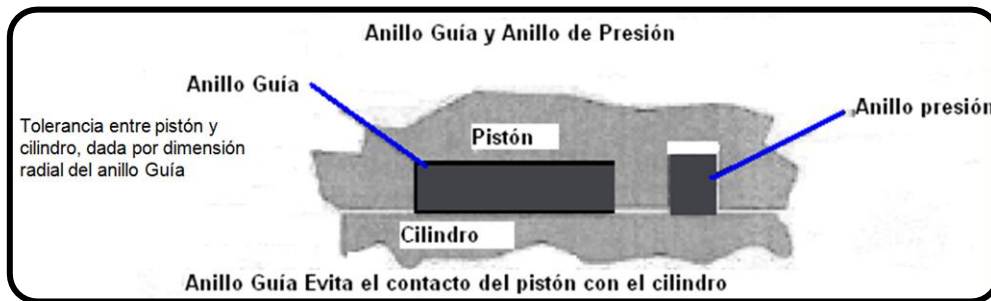 Anillo Guía y Anillo de Presión
Anillo Guía
Anillo presión
Tolerancia entre pistón y
cilindro, dada por dimensión
radial del anillo Guía
Pistón
Cilindro
Anillo Guía Evita el contacto del pistón con el cilindro